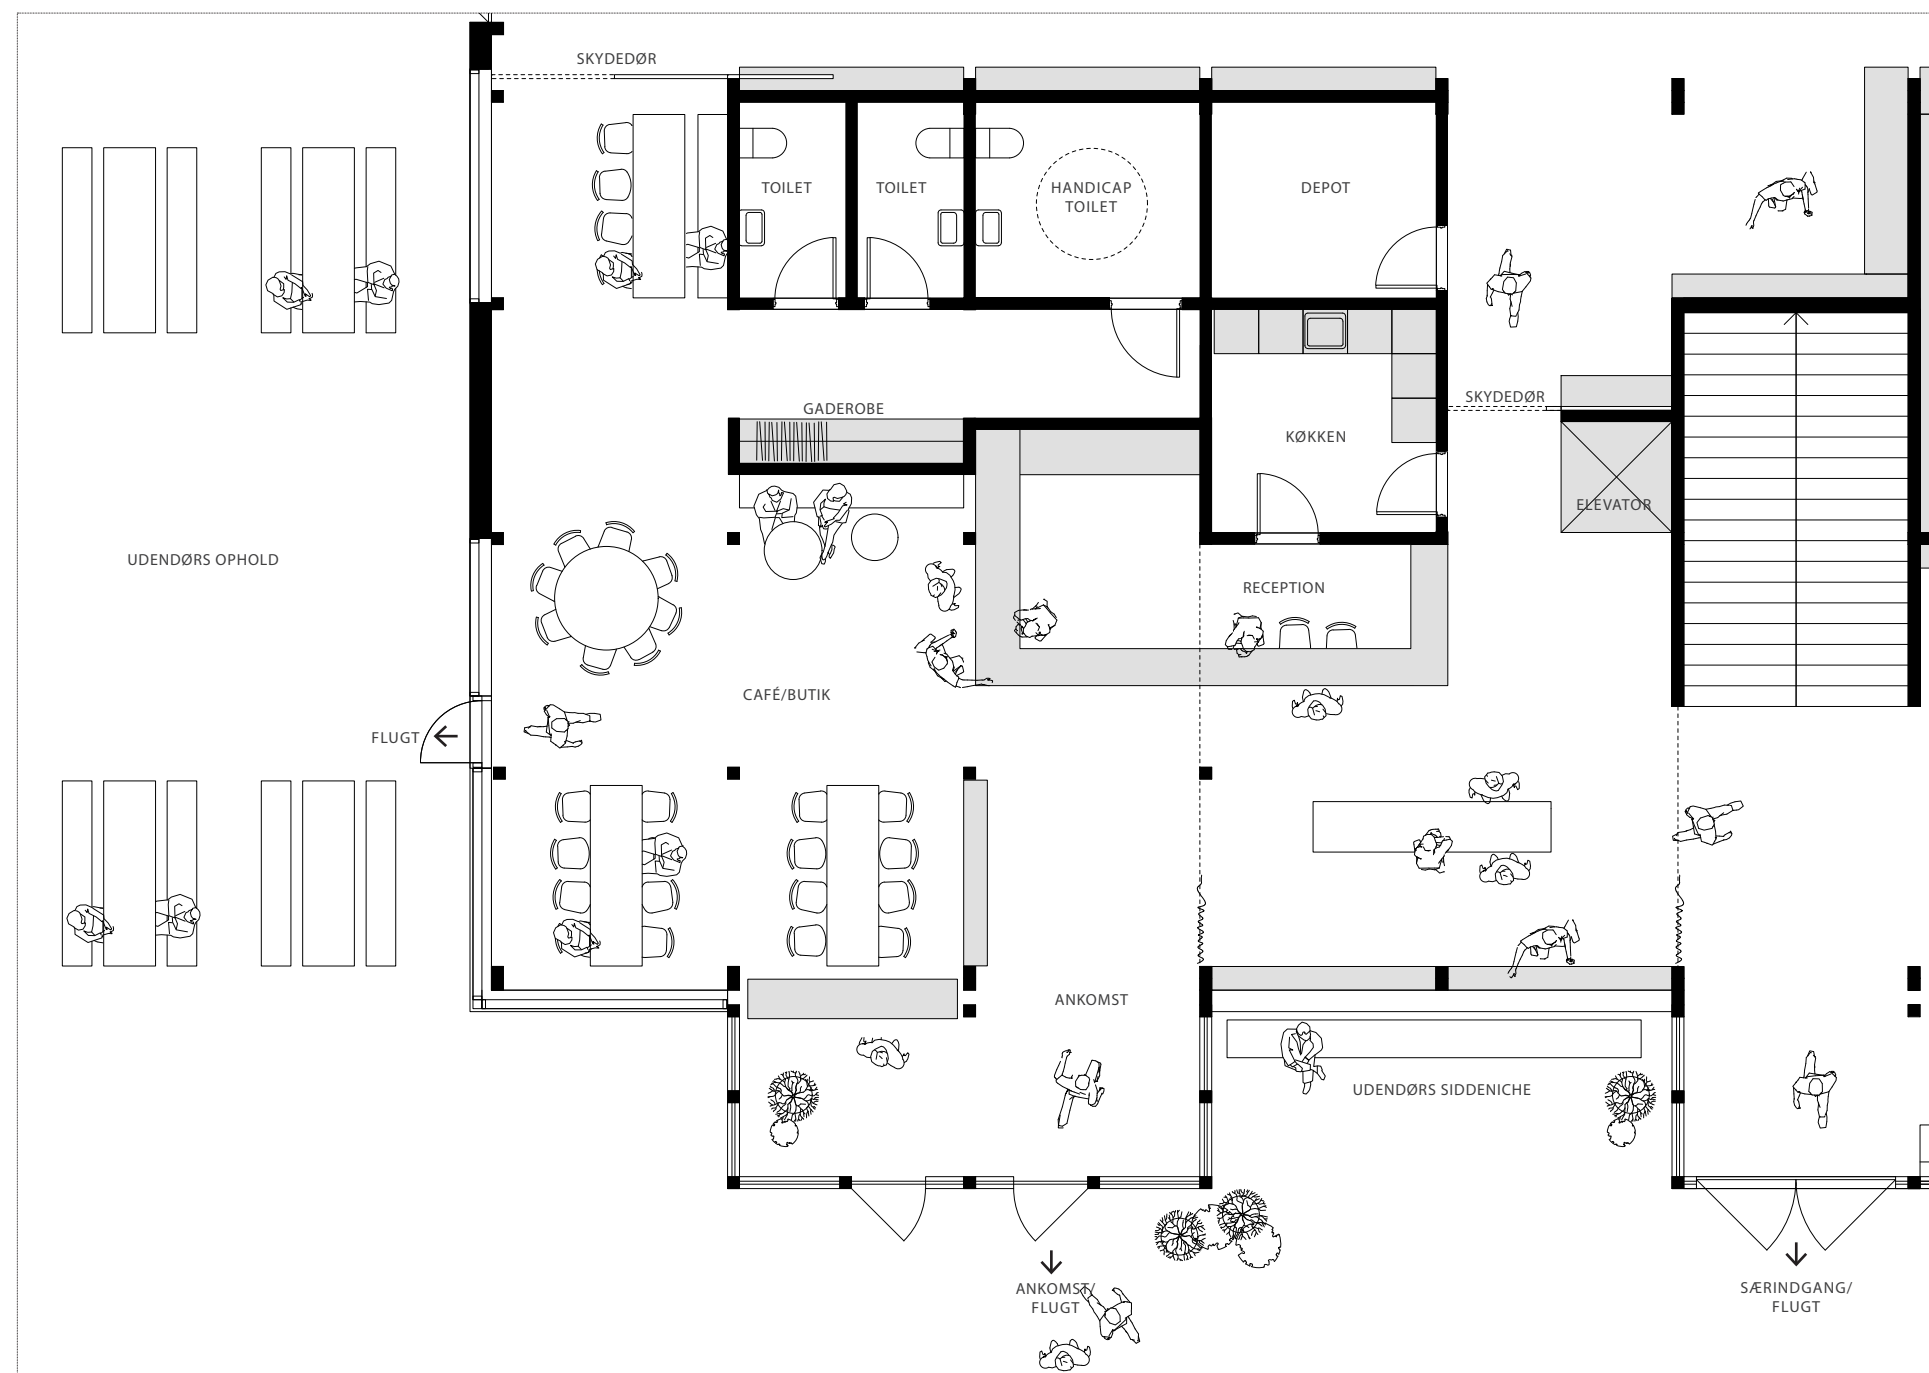 SKYDEDØR
TOILET
TOILET
HANDICAP
TOILET
DEPOT
SKYDEDØR
GADEROBE
KØKKEN
ELEVATOR
UDENDØRS OPHOLD
RECEPTION
CAFÉ/BUTIK
FLUGT
ANKOMST
UDENDØRS SIDDENICHE
ANKOMST/
FLUGT
SÆRINDGANG/
FLUGT